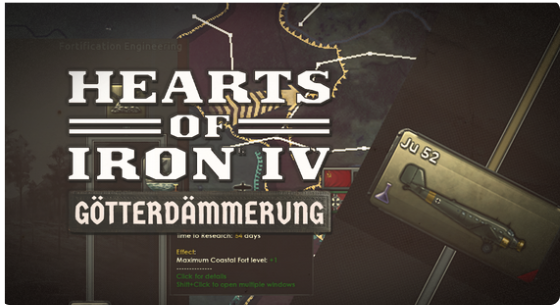 Fortification Engineering
HEARTS
OF
IRON IV
GÖTTERDÄMMERUNG
Ju 52
Time to Research: 64 days
Effect:
Maximum Coastal Fort level: +1
--------------
Click for details
Shift+Click to open multiple windows